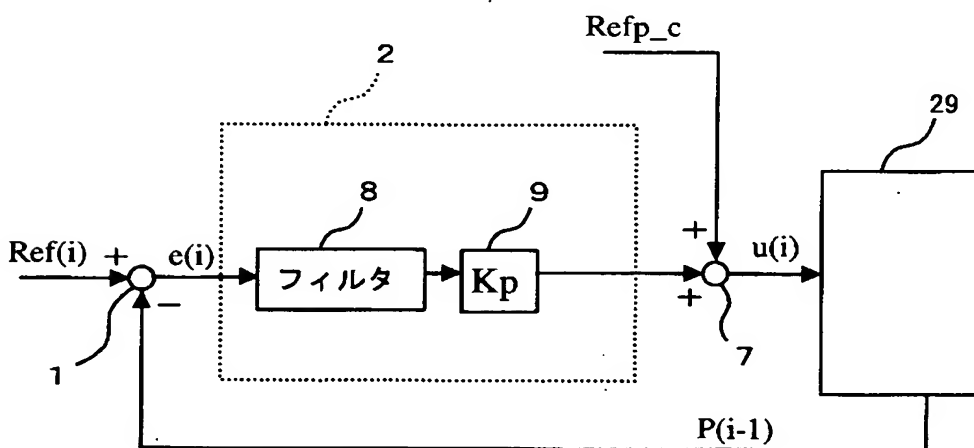 Refp_c
2
29
8
9
Ref(i)
+
e(i)
フィルタ
Kp
+
u(i)
+
−
1
7
P(i-1)